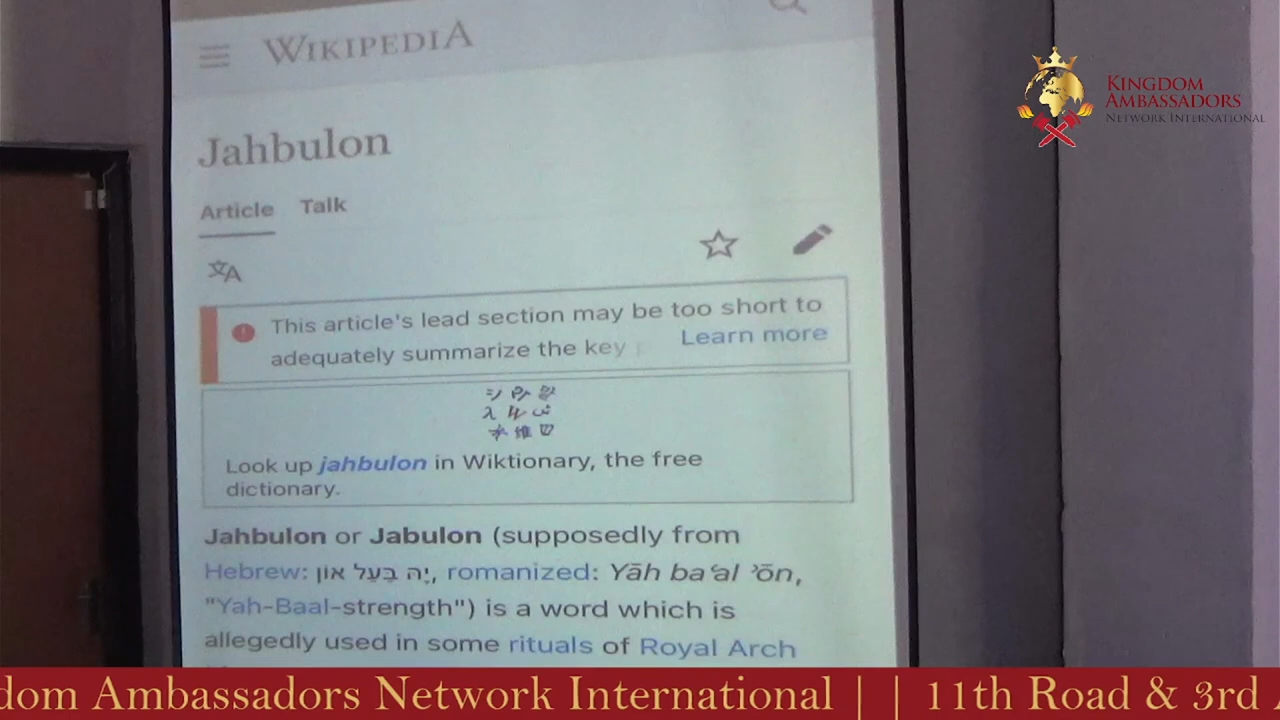 WIKIPEDIA
Jahbulon
Article Talk
This article's lead section may be too short to
adequately summarize the key
Learn more
Look up jahbulon in Wiktionary, the free
dictionary.
Jahbulon or Jabulon (supposedly from
Hebrew: יָהּ בַּעַל אוֹן, romanized: Yāh baʿal ʾōn,
"Yah-Baal-strength") is a word which is
allegedly used in some rituals of Royal Arch
KINGDOM
AMBASSADORS
NETWORK INTERNATIONAL
dom Ambassadors Network International | | 11th Road & 3rd